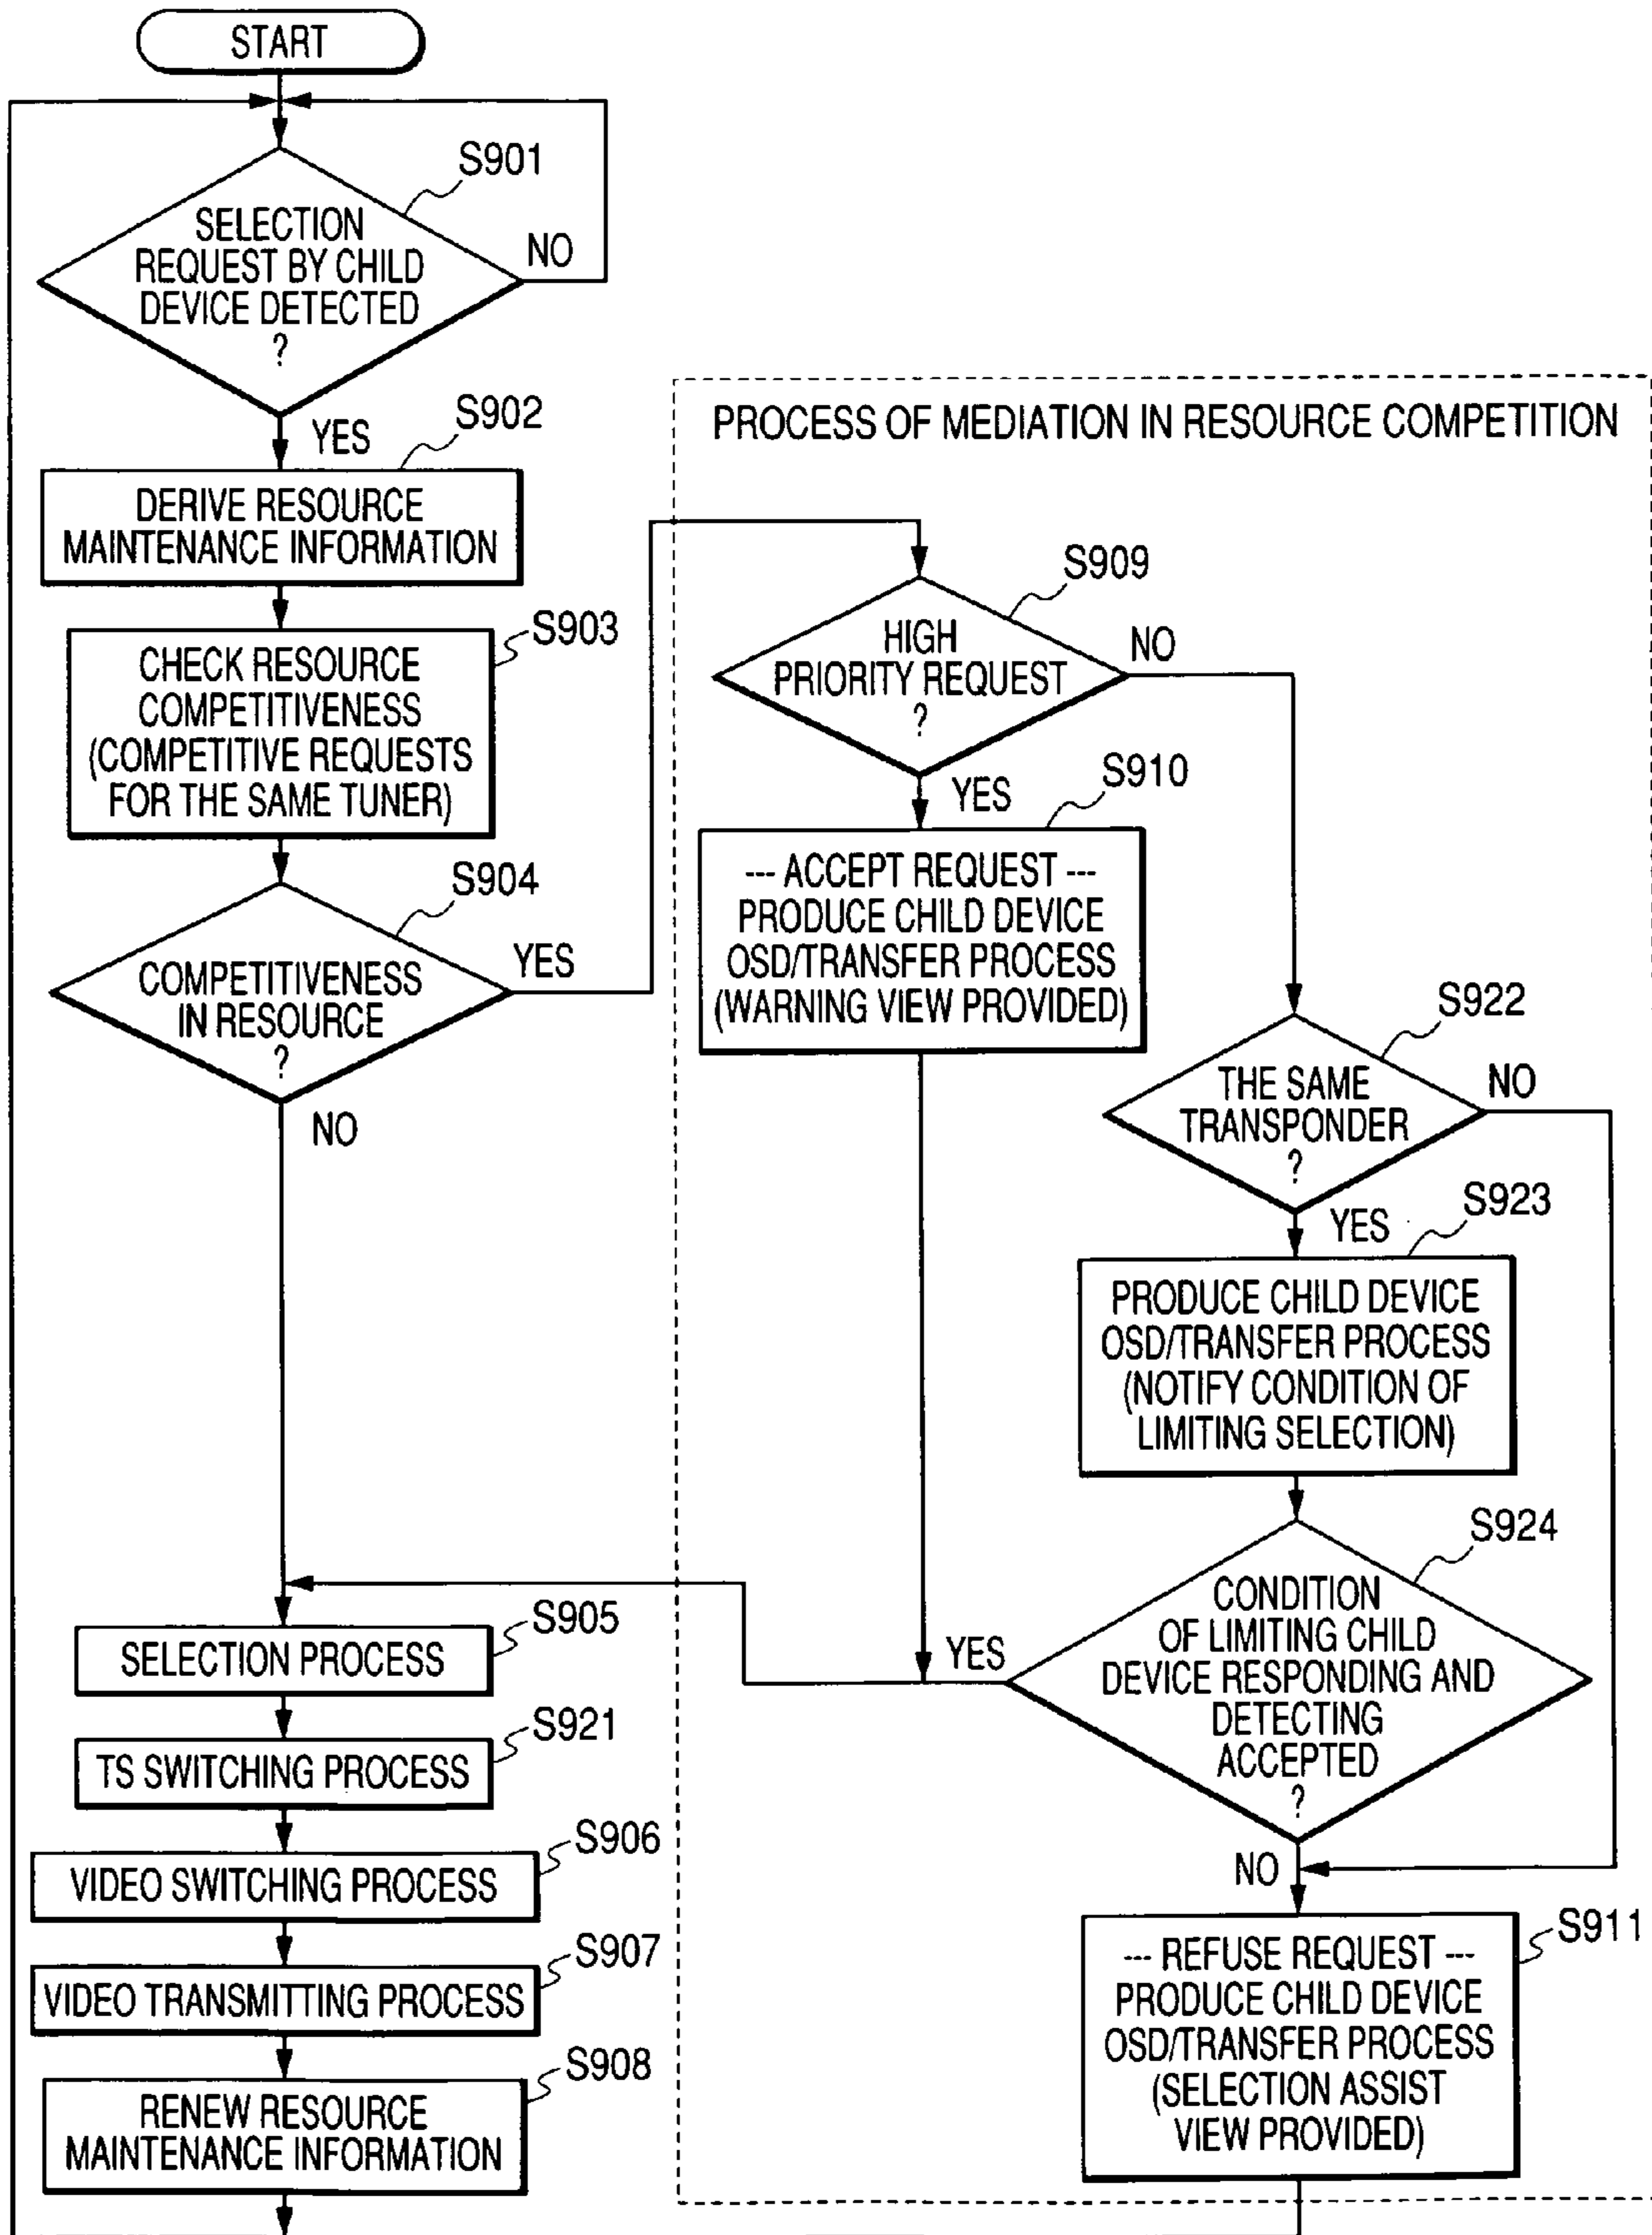 START
S901
SELECTION
REQUEST BY CHILD
DEVICE DETECTED
?
NO
YES
S902
DERIVE RESOURCE
MAINTENANCE INFORMATION
S903
CHECK RESOURCE
COMPETITIVENESS
(COMPETITIVE REQUESTS
FOR THE SAME TUNER)
S904
COMPETITIVENESS
IN RESOURCE
?
YES
NO
S905
SELECTION PROCESS
S921
TS SWITCHING PROCESS
S906
VIDEO SWITCHING PROCESS
S907
VIDEO TRANSMITTING PROCESS
S908
RENEW RESOURCE
MAINTENANCE INFORMATION
PROCESS OF MEDIATION IN RESOURCE COMPETITION
S909
HIGH
PRIORITY REQUEST
?
NO
YES
S910
--- ACCEPT REQUEST ---
PRODUCE CHILD DEVICE
OSD/TRANSFER PROCESS
(WARNING VIEW PROVIDED)
S922
THE SAME
TRANSPONDER
?
NO
YES
S923
PRODUCE CHILD DEVICE
OSD/TRANSFER PROCESS
(NOTIFY CONDITION OF
LIMITING SELECTION)
S924
CONDITION
OF LIMITING CHILD
DEVICE RESPONDING AND
DETECTING
ACCEPTED
?
YES
NO
S911
--- REFUSE REQUEST ---
PRODUCE CHILD DEVICE
OSD/TRANSFER PROCESS
(SELECTION ASSIST
VIEW PROVIDED)